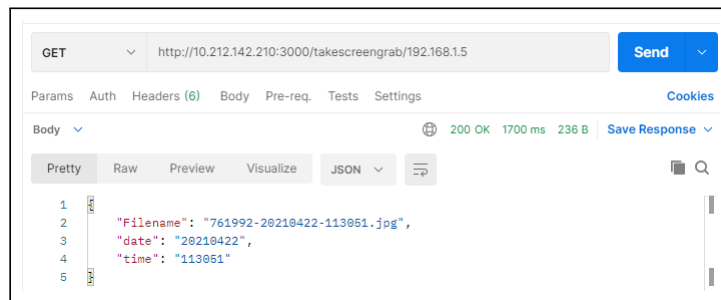 GET http://10.212.142.210:3000/takescreengrab/192.168.1.5 Send
Params Auth Headers (6) Body Pre-req. Tests Settings Cookies
Body 200 OK 1700 ms 236 B Save Response
Pretty Raw Preview Visualize JSON
1 {
2 "Filename": "761992-20210422-113051.jpg",
3 "date": "20210422",
4 "time": "113051"
5 }